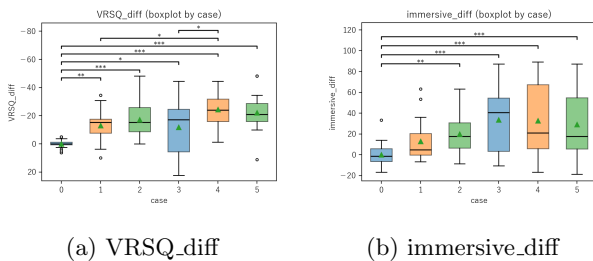 VRSQ_diff (boxplot by case)
VRSQ_diff
−80
−60
−40
−20
0
20
***
***
*
***
**
*
*
0 1 2 3 4 5
case
(a) VRSQ_diff
immersive_diff (boxplot by case)
immersive_diff
120
100
80
60
40
20
0
−20
***
***
***
**
0 1 2 3 4 5
case
(b) immersive_diff